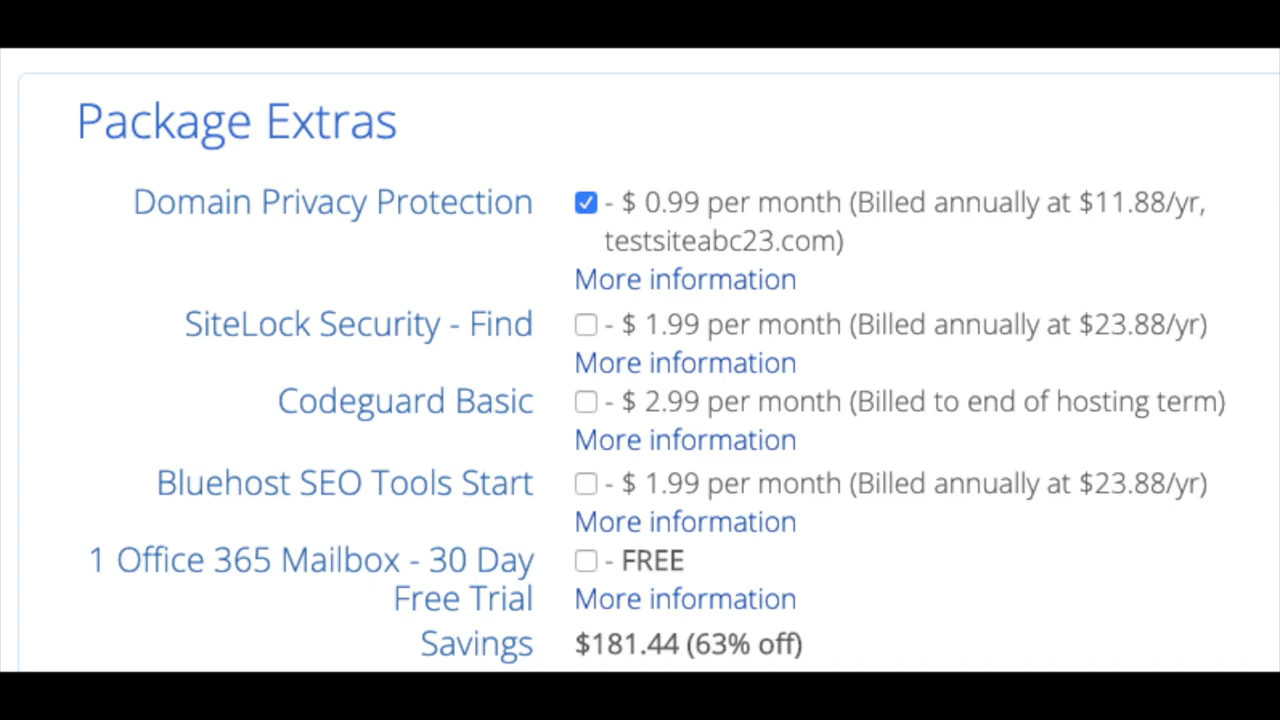 Package Extras
Domain Privacy Protection - $ 0.99 per month (Billed annually at $11.88/yr,
testsiteabc23.com)
More information
SiteLock Security - Find - $ 1.99 per month (Billed annually at $23.88/yr)
More information
Codeguard Basic - $ 2.99 per month (Billed to end of hosting term)
More information
Bluehost SEO Tools Start - $ 1.99 per month (Billed annually at $23.88/yr)
More information
1 Office 365 Mailbox - 30 Day - FREE
Free Trial More information
Savings $181.44 (63% off)